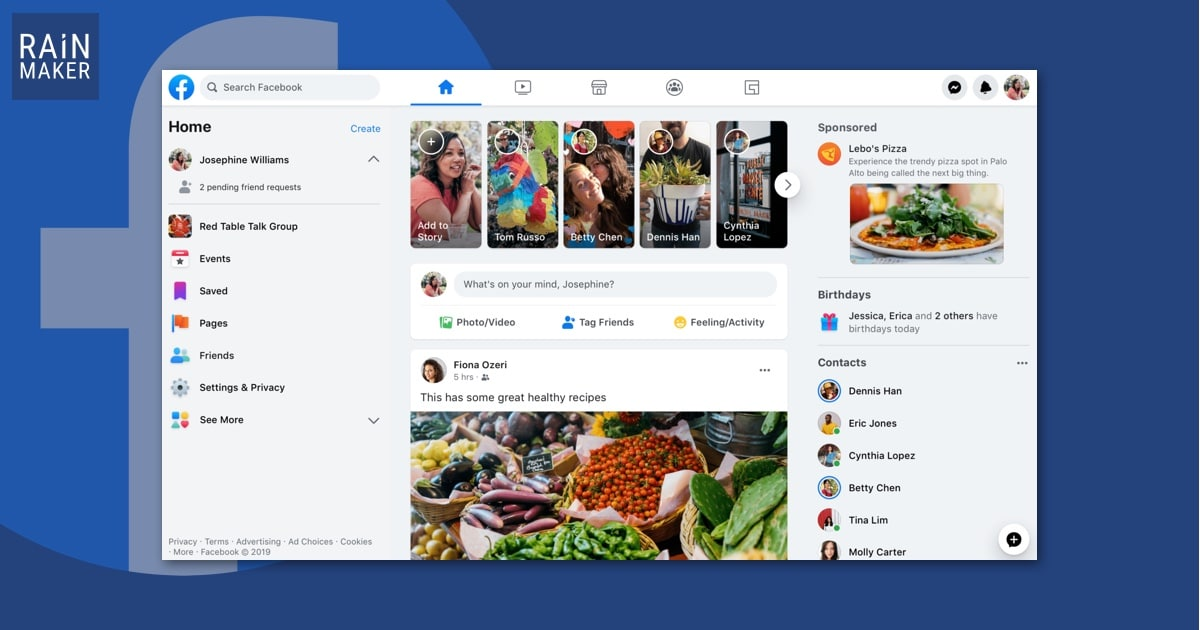 RAiN
MAKER
Search Facebook
Home
Create
Josephine Williams
2 pending friend requests
Red Table Talk Group
Events
Saved
Pages
Friends
Settings & Privacy
See More
Privacy · Terms · Advertising · Ad Choices · Cookies
· More · Facebook © 2019
Add to
Story
Tom Russo
Betty Chen
Dennis Han
Cynthia
Lopez
What's on your mind, Josephine?
Photo/Video
Tag Friends
Feeling/Activity
Fiona Ozeri
5 hrs ·
This has some great healthy recipes
Sponsored
Lebo's Pizza
Experience the trendy pizza spot in Palo
Alto being called the next big thing.
Birthdays
Jessica, Erica and 2 others have
birthdays today
Contacts
Dennis Han
Eric Jones
Cynthia Lopez
Betty Chen
Tina Lim
Molly Carter